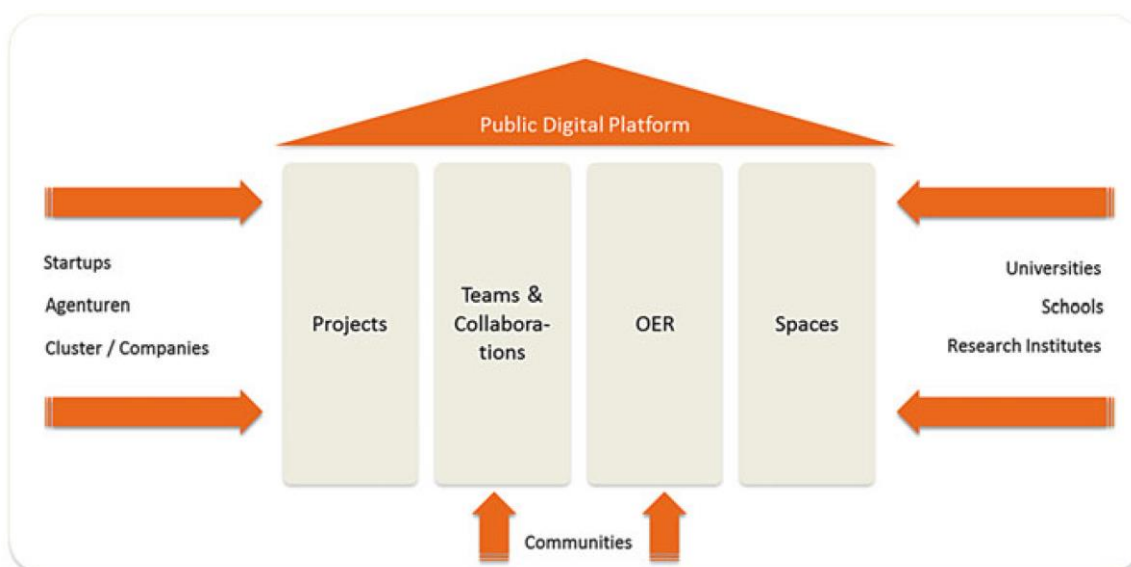 Public Digital Platform
Startups
Agenturen
Cluster / Companies
Projects
Teams &
Collabora-
tions
OER
Spaces
Universities
Schools
Research Institutes
Communities